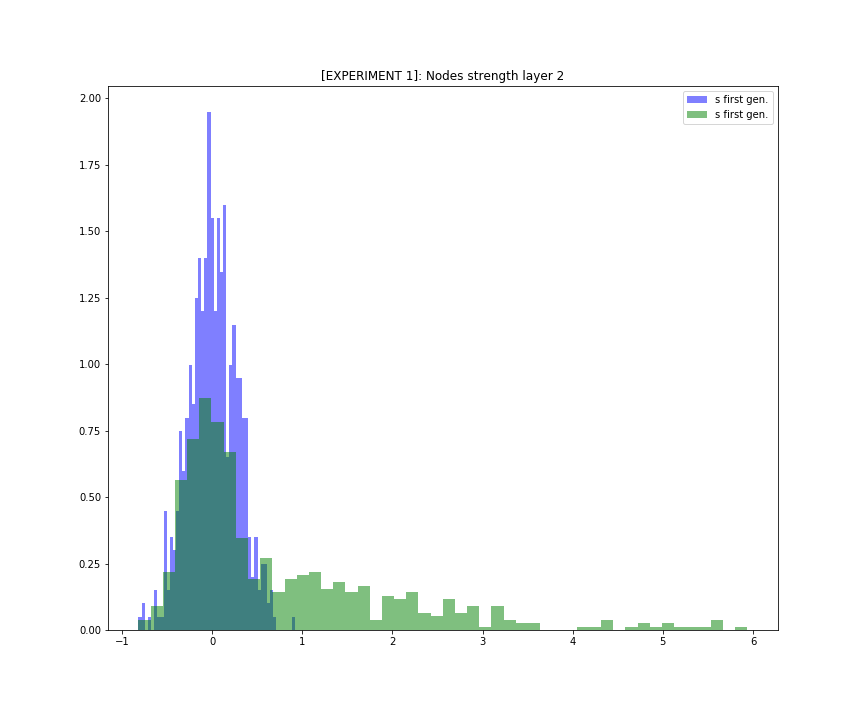 [EXPERIMENT 1]: Nodes strength layer 2
s first gen.
s first gen.
2.00
1.75
1.50
1.25
1.00
0.75
0.50
0.25
0.00
−1 0 1 2 3 4 5 6